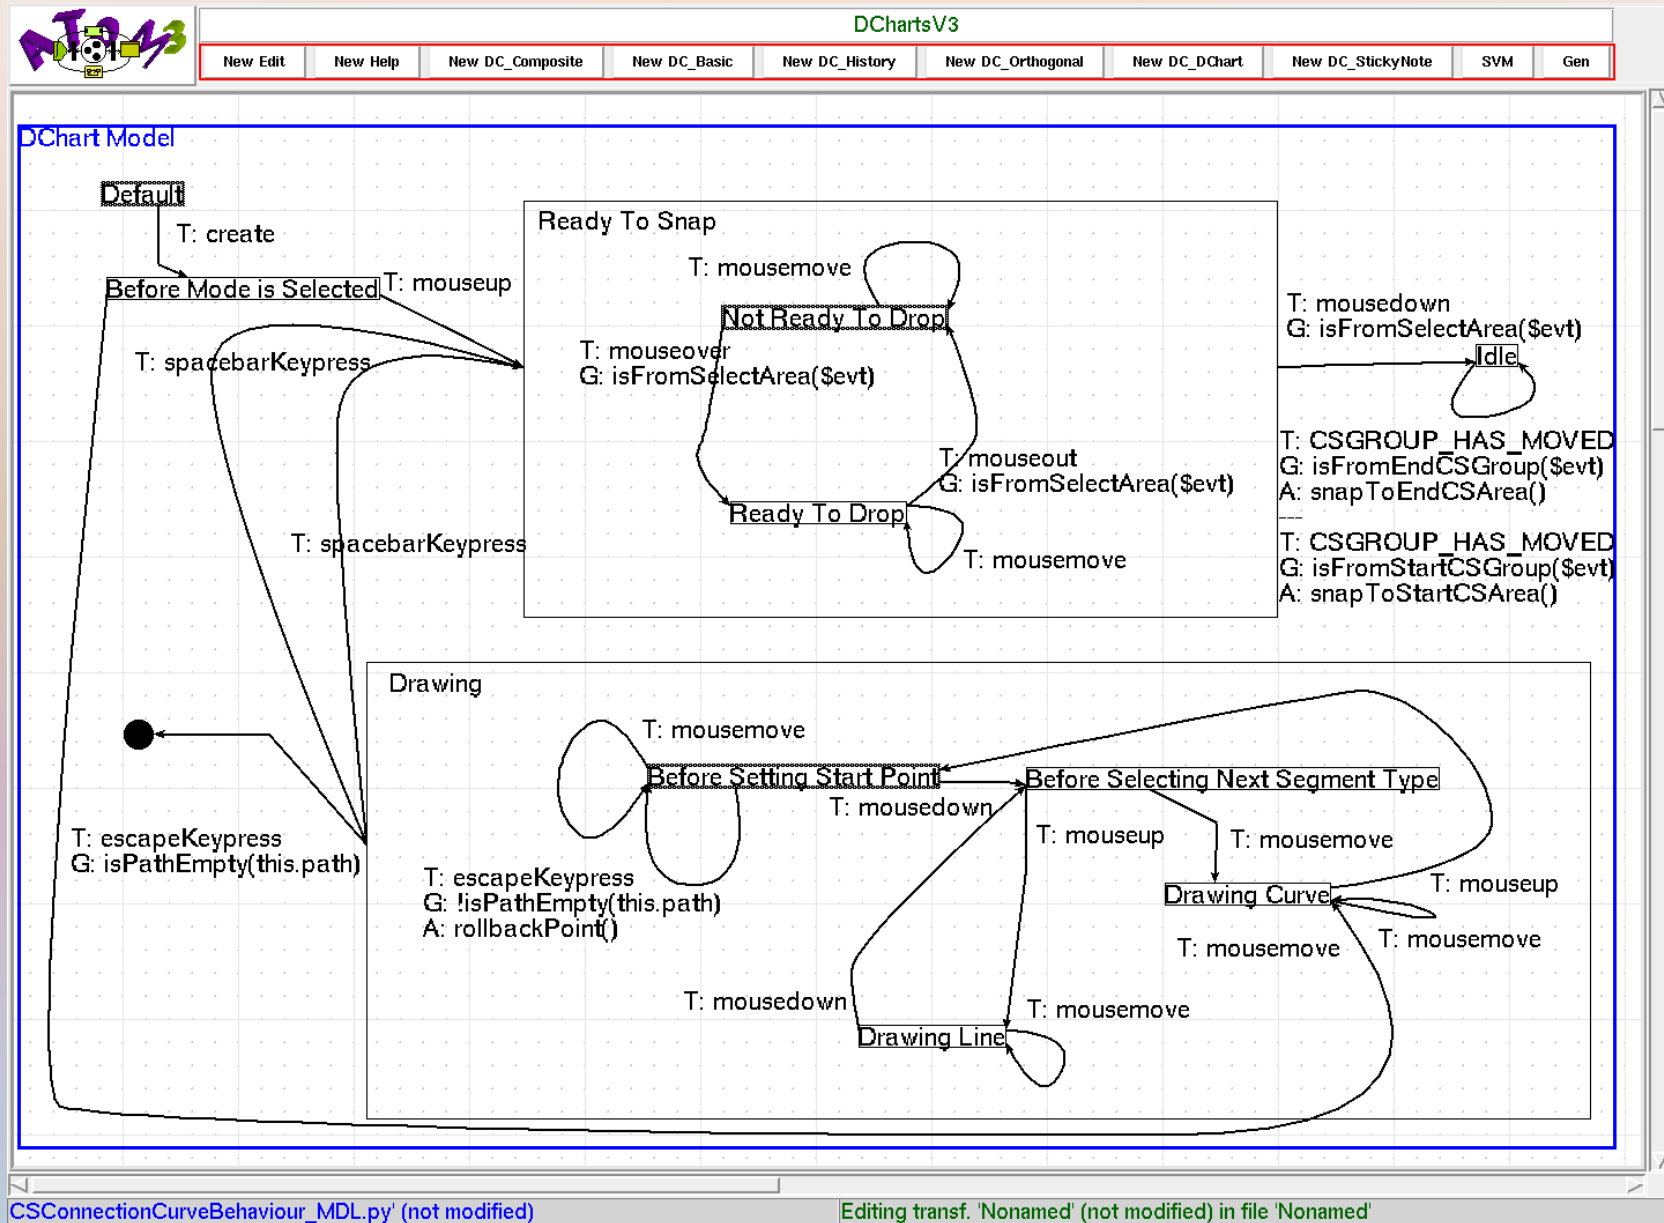 AToM3
DChartsV3
New Edit
New Help
New DC_Composite
New DC_Basic
New DC_History
New DC_Orthogonal
New DC_DChart
New DC_StickyNote
SVM
Gen
DChart Model
Default
T: create
Before Mode is Selected
T: mouseup
T: spacebarKeypress
T: spacebarKeypress
Ready To Snap
T: mousemove
Not Ready To Drop
T: mouseover
G: isFromSelectArea($evt)
T: mouseout
G: isFromSelectArea($evt)
Ready To Drop
T: mousemove
T: mousedown
G: isFromSelectArea($evt)
Idle
T: CSGROUP_HAS_MOVED
G: isFromEndCSGroup($evt)
A: snapToEndCSArea()
---
T: CSGROUP_HAS_MOVED
G: isFromStartCSGroup($evt)
A: snapToStartCSArea()
T: escapeKeypress
G: isPathEmpty(this.path)
Drawing
T: mousemove
Before Setting Start Point
Before Selecting Next Segment Type
T: mousedown
T: mouseup
T: mousemove
T: escapeKeypress
G: !isPathEmpty(this.path)
A: rollbackPoint()
Drawing Curve
T: mouseup
T: mousemove
T: mousemove
T: mousedown
T: mousemove
Drawing Line
CSConnectionCurveBehaviour_MDL.py' (not modified)
Editing transf. 'Nonamed' (not modified) in file 'Nonamed'